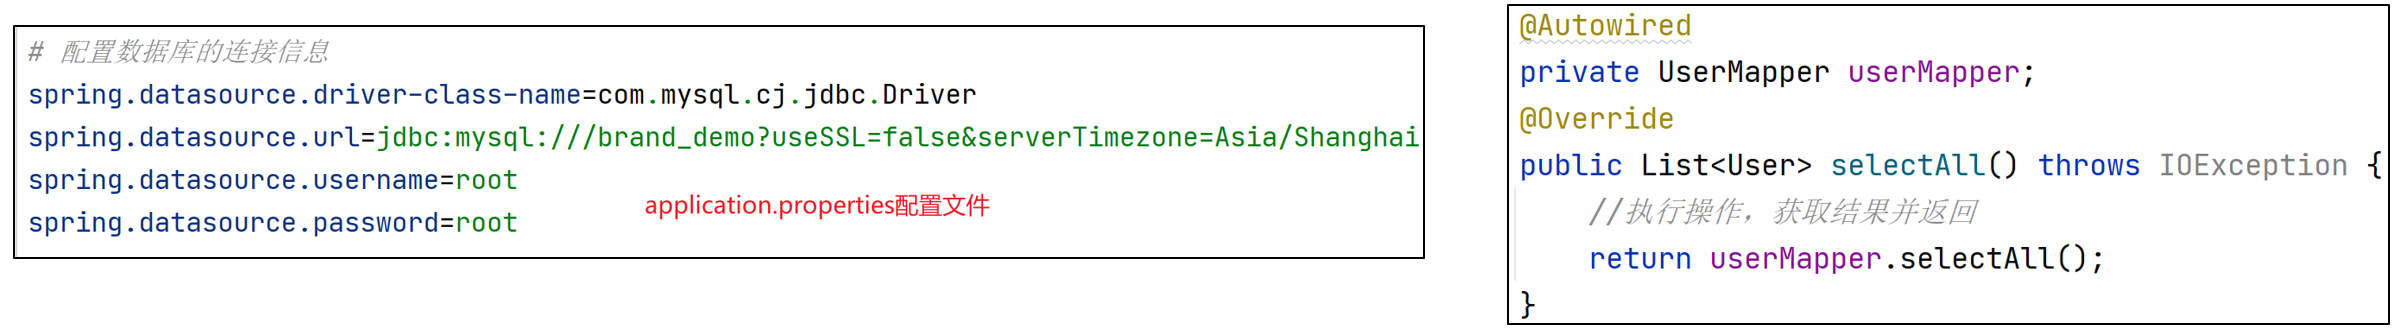 # 配置数据库的连接信息
spring.datasource.driver-class-name=com.mysql.cj.jdbc.Driver
spring.datasource.url=jdbc:mysql:///brand_demo?useSSL=false&serverTimezone=Asia/Shanghai
spring.datasource.username=root
spring.datasource.password=root
application.properties配置文件
@Autowired
private UserMapper userMapper;
@Override
public List<User> selectAll() throws IOException {
//执行操作，获取结果并返回
return userMapper.selectAll();
}